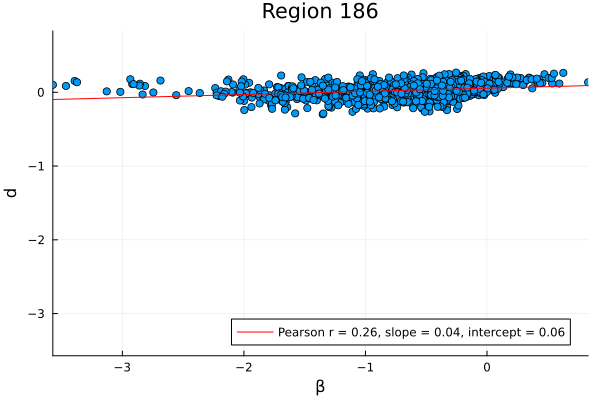 Region 186
d
0
−1
−2
−3
Pearson r = 0.26, slope = 0.04, intercept = 0.06
−3
−2
−1
0
β